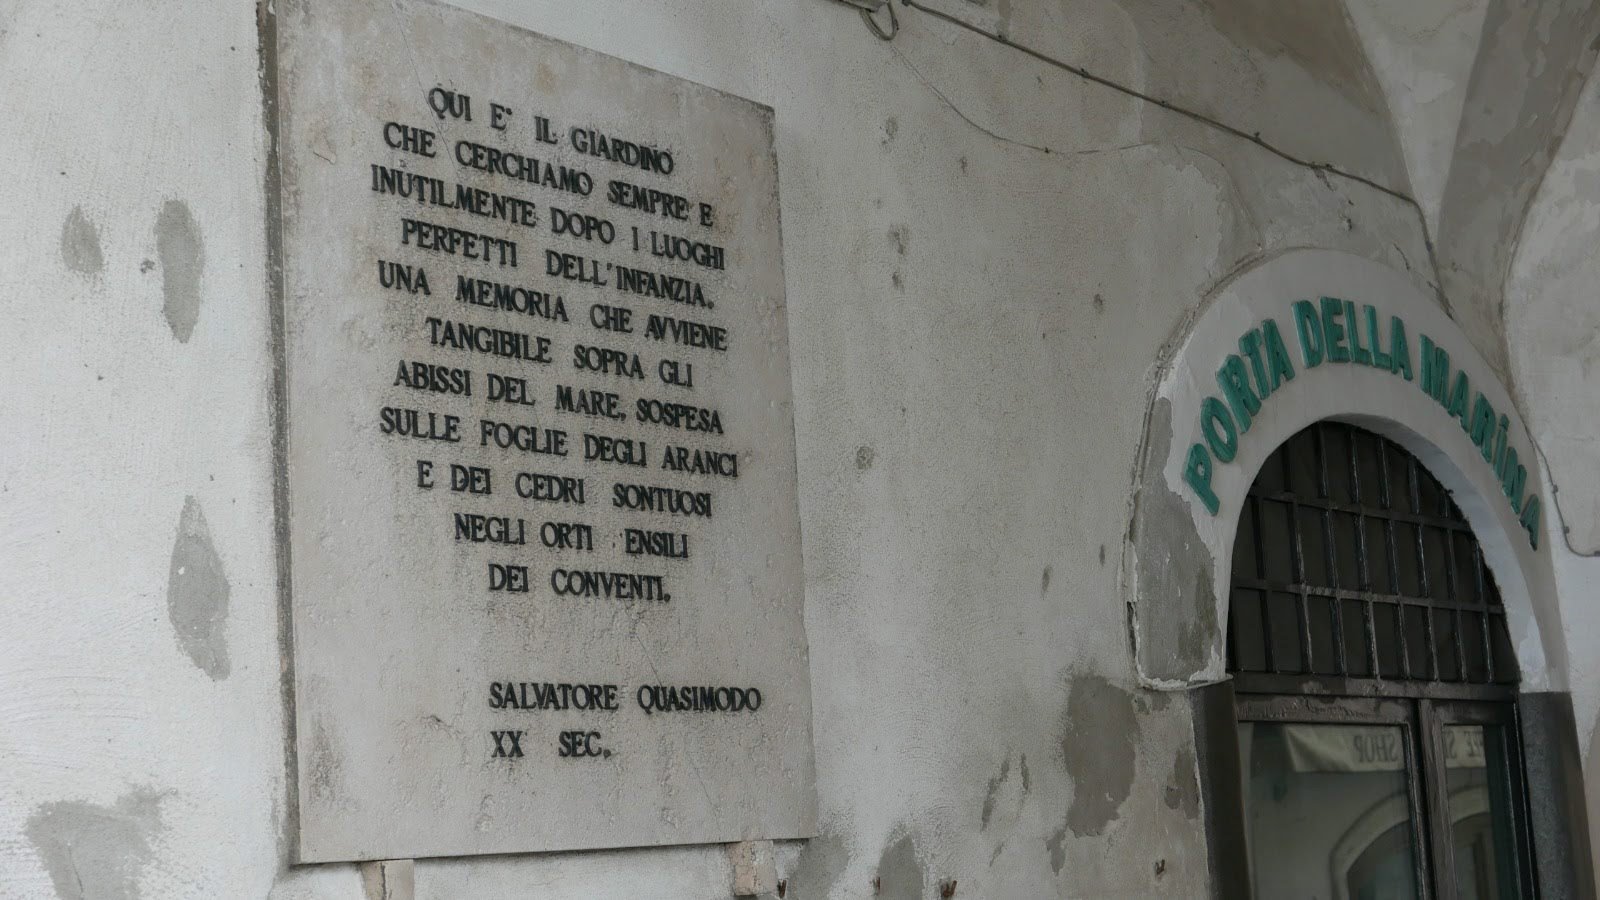 QUI E' IL GIARDINO
CHE CERCHIAMO SEMPRE E
INUTILMENTE DOPO I LUOGHI
PERFETTI DELL'INFANZIA.
UNA MEMORIA CHE AVVIENE
TANGIBILE SOPRA GLI
ABISSI DEL MARE, SOSPESA
SULLE FOGLIE DEGLI ARANCI
E DEI CEDRI SONTUOSI
NEGLI ORTI ENSILI
DEI CONVENTI.
SALVATORE QUASIMODO
XX SEC.
PORTA DELLA MARINA
SHOP